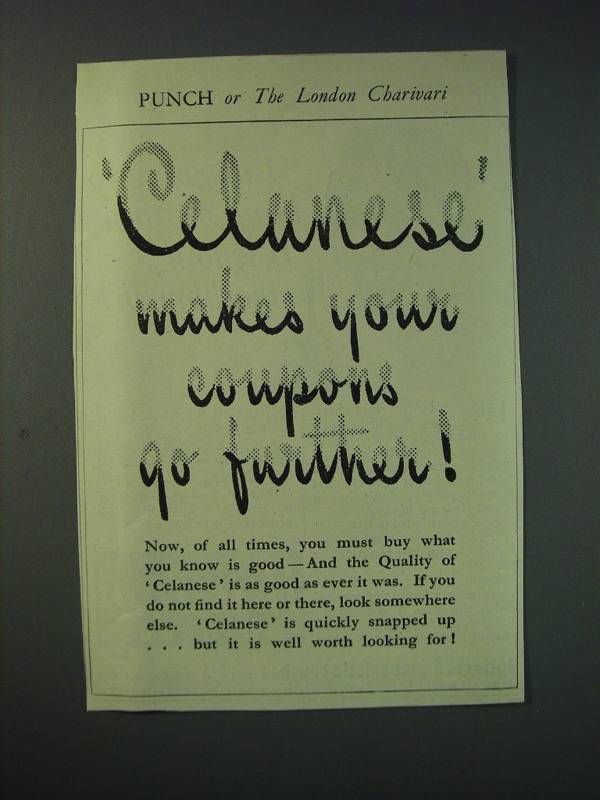 PUNCH or The London Charivari
'Celanese'
makes your
coupons
go further!
Now, of all times, you must buy what
you know is good — And the Quality of
'Celanese' is as good as ever it was. If you
do not find it here or there, look somewhere
else. 'Celanese' is quickly snapped up
. . . but it is well worth looking for!